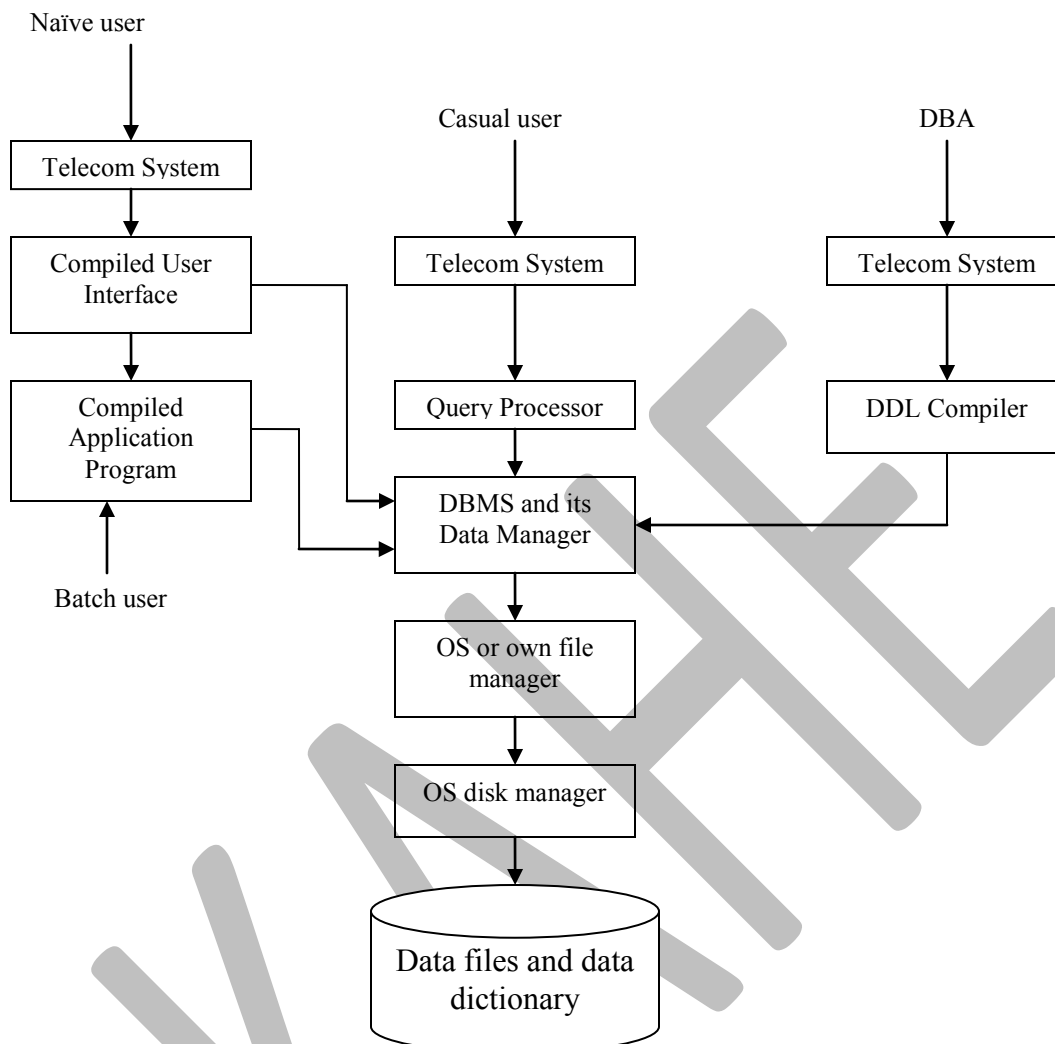 Naïve user
Casual user
DBA
Telecom System
Compiled User
Interface
Telecom System
Telecom System
Compiled
Application
Program
Query Processor
DDL Compiler
DBMS and its
Data Manager
Batch user
OS or own file
manager
OS disk manager
Data files and data
dictionary
KAHE